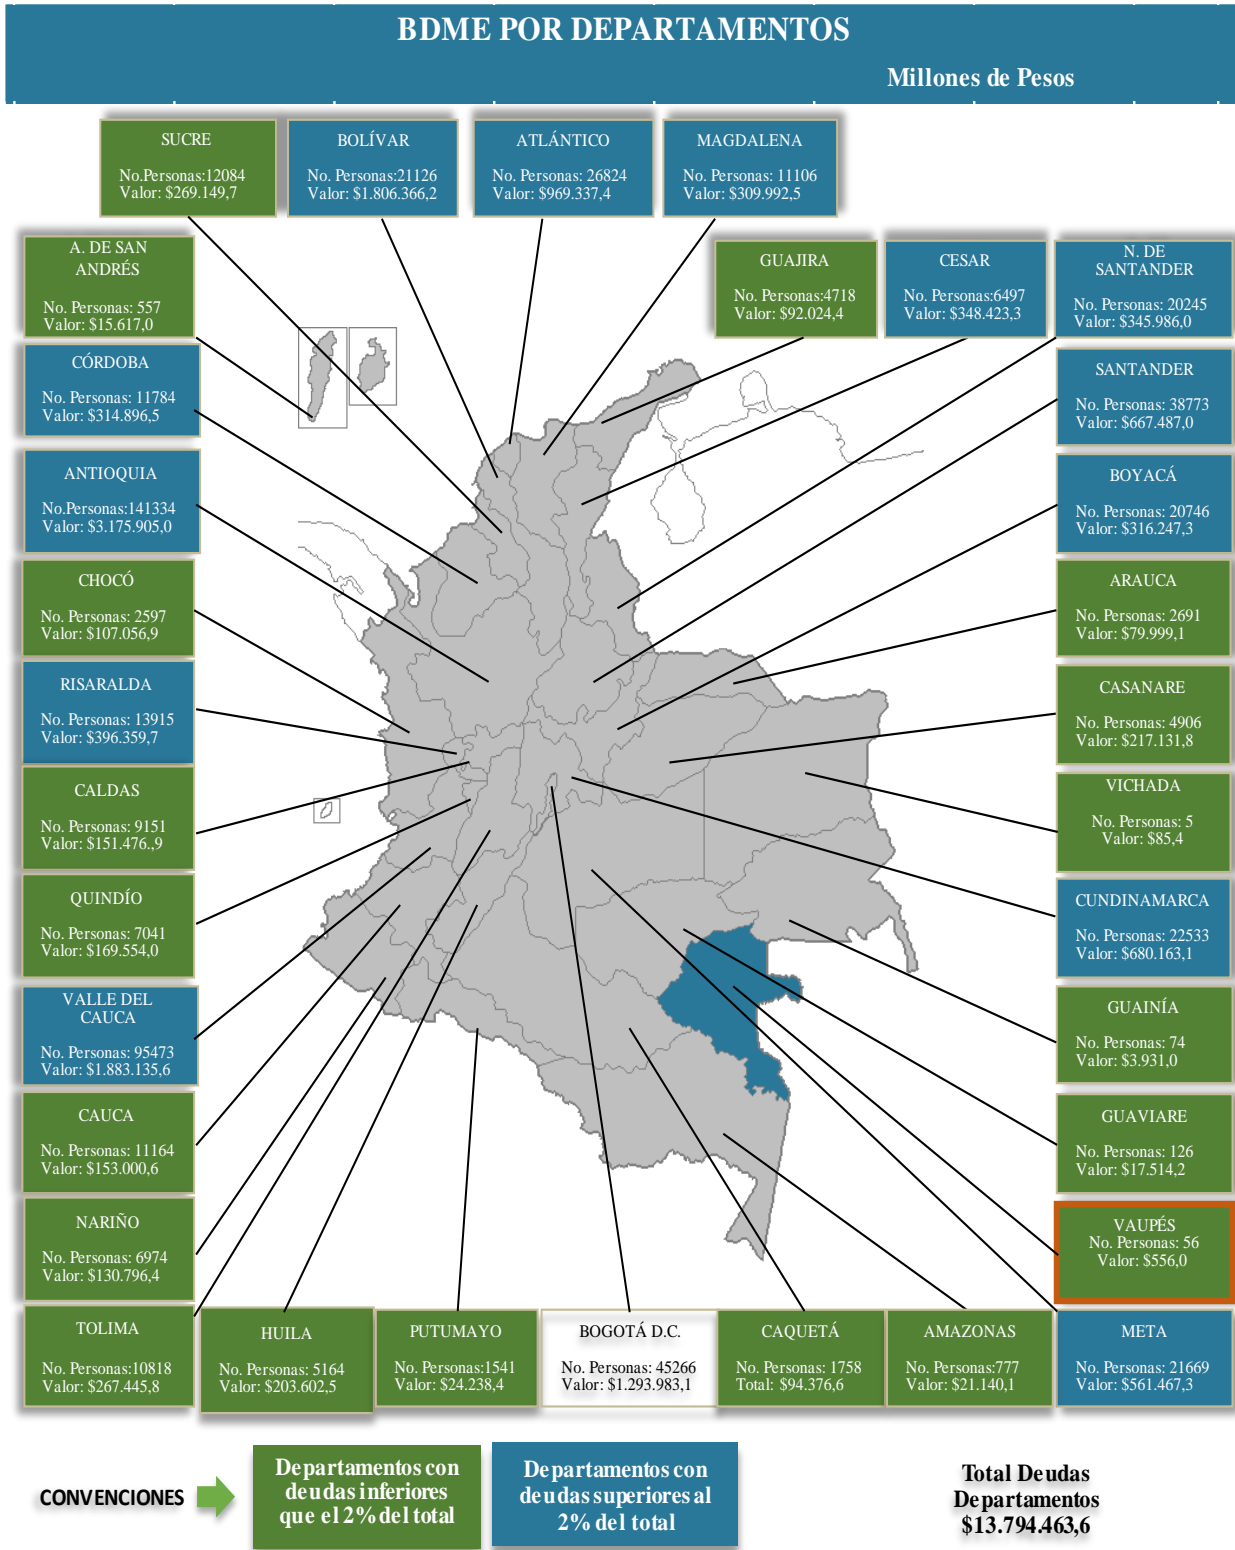 BDME POR DEPARTAMENTOS
Millones de Pesos
SUCRE
No.Personas:12084
Valor: $269.149,7
BOLÍVAR
No. Personas:21126
Valor: $1.806.366,2
ATLÁNTICO
No. Personas: 26824
Valor: $969.337,4
MAGDALENA
No. Personas: 11106
Valor: $309.992,5
A. DE SAN
ANDRÉS
No. Personas: 557
Valor: $15.617,0
GUAJIRA
No. Personas:4718
Valor: $92.024,4
CESAR
No. Personas:6497
Valor: $348.423,3
N. DE
SANTANDER
No. Personas: 20245
Valor: $345.986,0
CÓRDOBA
No. Personas: 11784
Valor: $314.896,5
SANTANDER
No. Personas: 38773
Valor: $667.487,0
ANTIOQUIA
No.Personas:141334
Valor: $3.175.905,0
BOYACÁ
No. Personas: 20746
Valor: $316.247,3
CHOCÓ
No. Personas: 2597
Valor: $107.056,9
ARAUCA
No. Personas: 2691
Valor: $79.999,1
RISARALDA
No. Personas: 13915
Valor: $396.359,7
CASANARE
No. Personas: 4906
Valor: $217.131,8
CALDAS
No. Personas: 9151
Valor: $151.476.,9
VICHADA
No. Personas: 5
Valor: $85,4
QUINDÍO
No. Personas: 7041
Valor: $169.554,0
CUNDINAMARCA
No. Personas: 22533
Valor: $680.163,1
VALLE DEL
CAUCA
No. Personas: 95473
Valor: $1.883.135,6
GUAINÍA
No. Personas: 74
Valor: $3.931,0
CAUCA
No. Personas: 11164
Valor: $153.000,6
GUAVIARE
No. Personas: 126
Valor: $17.514,2
NARIÑO
No. Personas: 6974
Valor: $130.796,4
VAUPÉS
No. Personas: 56
Valor: $556,0
TOLIMA
No. Personas:10818
Valor: $267.445,8
HUILA
No. Personas: 5164
Valor: $203.602,5
PUTUMAYO
No. Personas:1541
Valor: $24.238,4
BOGOTÁ D.C.
No. Personas: 45266
Valor: $1.293.983,1
CAQUETÁ
No. Personas: 1758
Total: $94.376,6
AMAZONAS
No. Personas:777
Valor: $21.140,1
META
No. Personas: 21669
Valor: $561.467,3
CONVENCIONES
Departamentos con
deudas inferiores
que el 2% del total
Departamentos con
deudas superiores al
2% del total
Total Deudas
Departamentos
$13.794.463,6